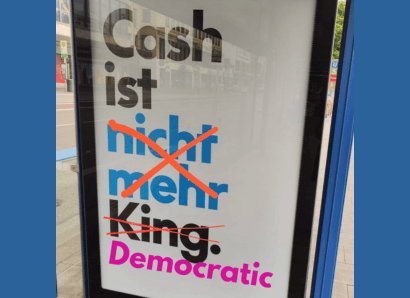 Cash
ist
nicht
mehr
King.
Democratic